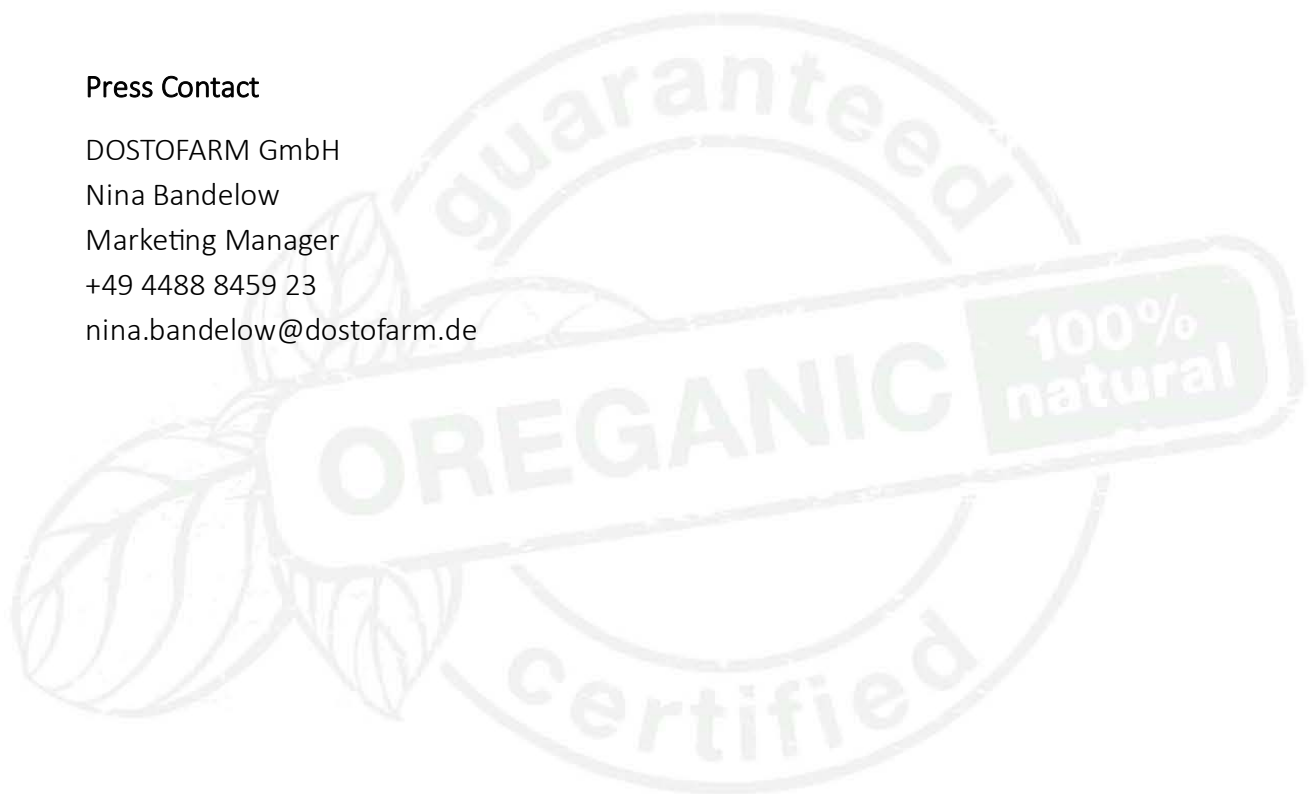 Press Contact
DOSTOFARM GmbH
Nina Bandelow
Marketing Manager
+49 4488 8459 23
nina.bandelow@dostofarm.de
guaranteed
OREGANIC
100%
natural
certified